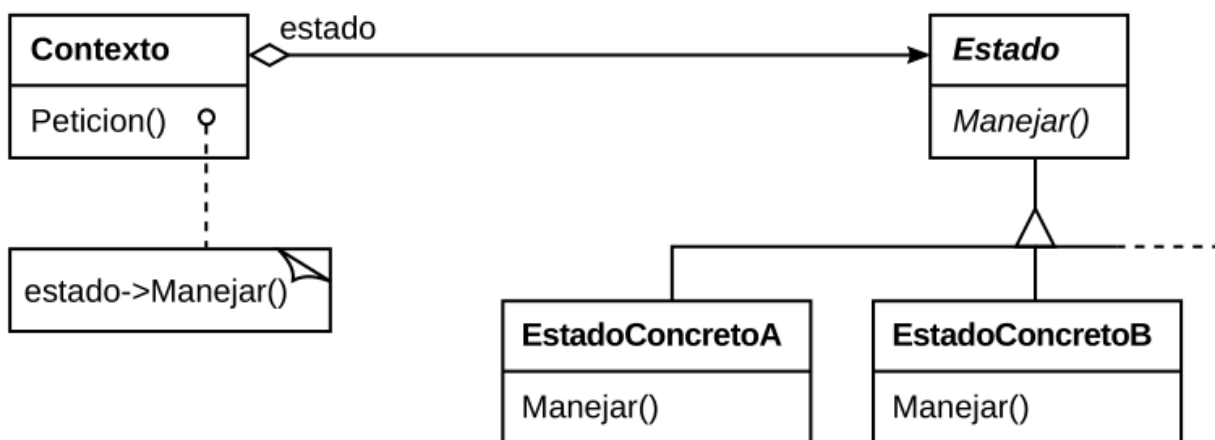 estado
Contexto
Estado
Peticion()
Manejar()
estado->Manejar()
EstadoConcretoA
EstadoConcretoB
Manejar()
Manejar()